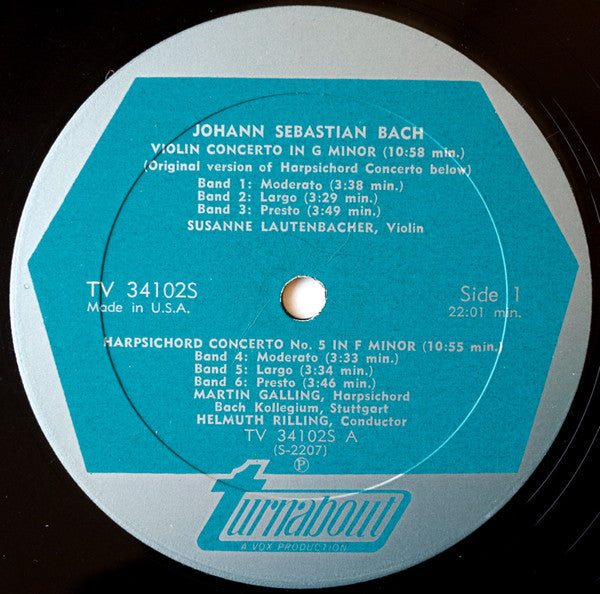 JOHANN SEBASTIAN BACH
VIOLIN CONCERTO IN G MINOR (10:58 min.)
(Original version of Harpsichord Concerto below)
Band 1: Moderato (3:38 min.)
Band 2: Largo (3:29 min.)
Band 3: Presto (3:49 min.)
SUSANNE LAUTENBACHER, Violin
TV 34102S
Made in U.S.A.
Side 1
22:01 min.
HARPSICHORD CONCERTO No. 5 IN F MINOR (10:55 min.)
Band 4: Moderato (3:33 min.)
Band 5: Largo (3:34 min.)
Band 6: Presto (3:46 min.)
MARTIN GALLING, Harpsichord
Bach Kollegium, Stuttgart
HELMUTH RILLING, Conductor
TV 34102S A
(S-2207)
℗
turnabout
A VOX PRODUCTION